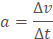 a = Δv / Δt